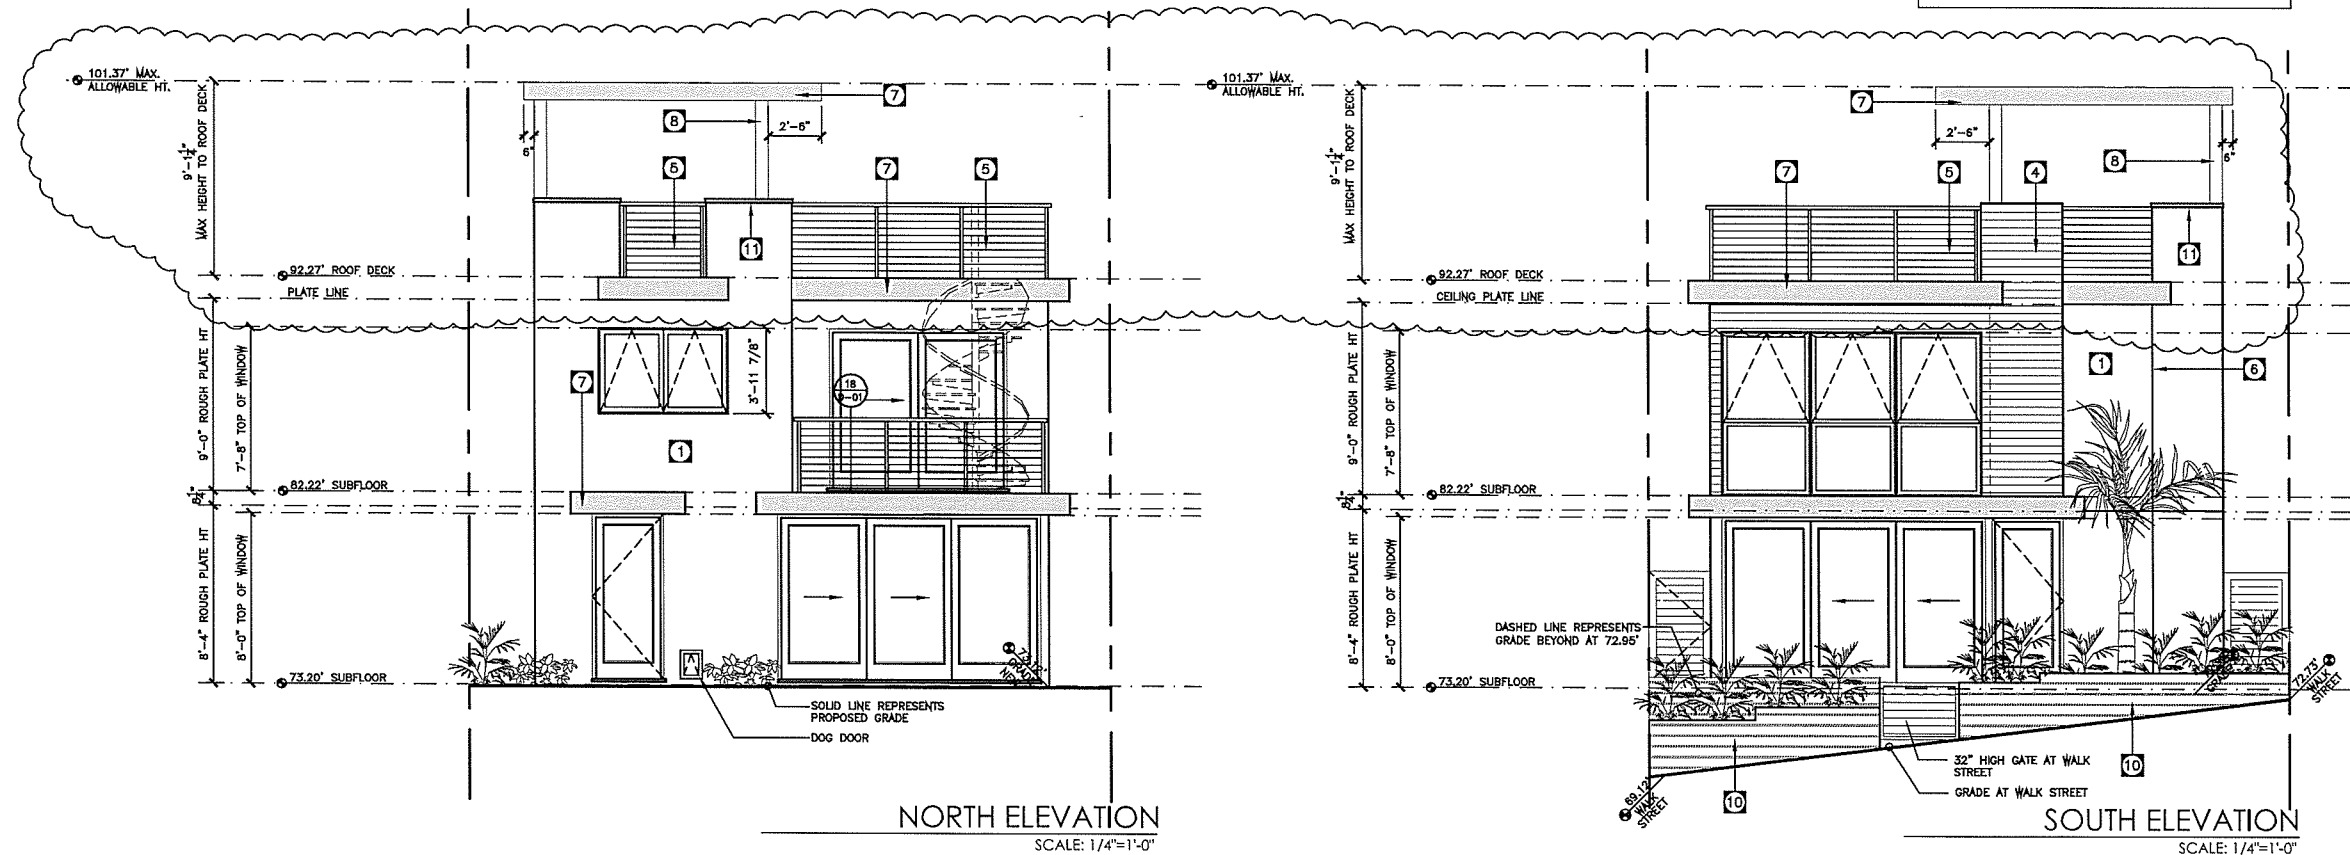 101.37' MAX.
ALLOWABLE HT.
9'-1 1/4"
MAX HEIGHT TO ROOF DECK
7
8
2'-6"
6"
5
7
5
11
92.27' ROOF DECK
PLATE LINE
9'-0" ROUGH PLATE HT
7'-8" TOP OF WINDOW
7
3'-11 7/8"
18
D-01
1
82.22' SUBFLOOR
8 1/4"
8'-4" ROUGH PLATE HT
8'-0" TOP OF WINDOW
73.12'
GRADE
NEW
73.20' SUBFLOOR
SOLID LINE REPRESENTS
PROPOSED GRADE
DOG DOOR
NORTH ELEVATION
SCALE: 1/4"=1'-0"
101.37' MAX.
ALLOWABLE HT.
9'-1 1/4"
MAX HEIGHT TO ROOF DECK
7
2'-6"
8
6"
7
5
4
11
92.27' ROOF DECK
CEILING PLATE LINE
9'-0" ROUGH PLATE HT
7'-8" TOP OF WINDOW
1
6
82.22' SUBFLOOR
8 1/4"
8'-4" ROUGH PLATE HT
8'-0" TOP OF WINDOW
DASHED LINE REPRESENTS
GRADE BEYOND AT 72.95'
73.20' SUBFLOOR
GRADE
72.73'
WALK
STREET
10
32" HIGH GATE AT WALK
STREET
10
GRADE AT WALK STREET
69.12'
WALK
STREET
SOUTH ELEVATION
SCALE: 1/4"=1'-0"